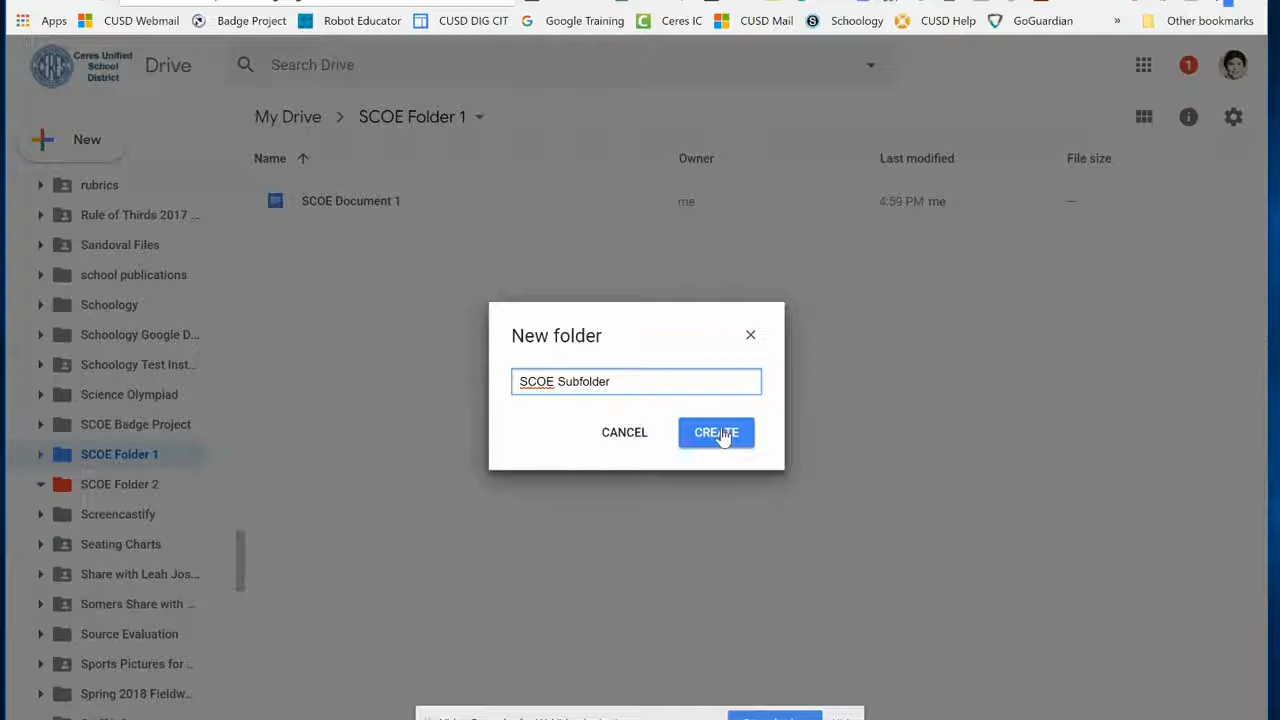 Apps CUSD Webmail Badge Project Robot Educator CUSD DIG CIT Google Training Ceres IC CUSD Mail Schoology CUSD Help GoGuardian » Other bookmarks
Ceres Unified
School
District
Drive
Search Drive
1
My Drive > SCOE Folder 1
New
Name Owner Last modified File size
SCOE Document 1 me 4:59 PM me —
rubrics
Rule of Thirds 2017 ...
Sandoval Files
school publications
Schoology
Schoology Google D...
Schoology Test Inst...
Science Olympiad
SCOE Badge Project
SCOE Folder 1
SCOE Folder 2
Screencastify
Seating Charts
Share with Leah Jos...
Somers Share with ...
Source Evaluation
Sports Pictures for ...
Spring 2018 Fieldw...
New folder
SCOE Subfolder
CANCEL CREATE